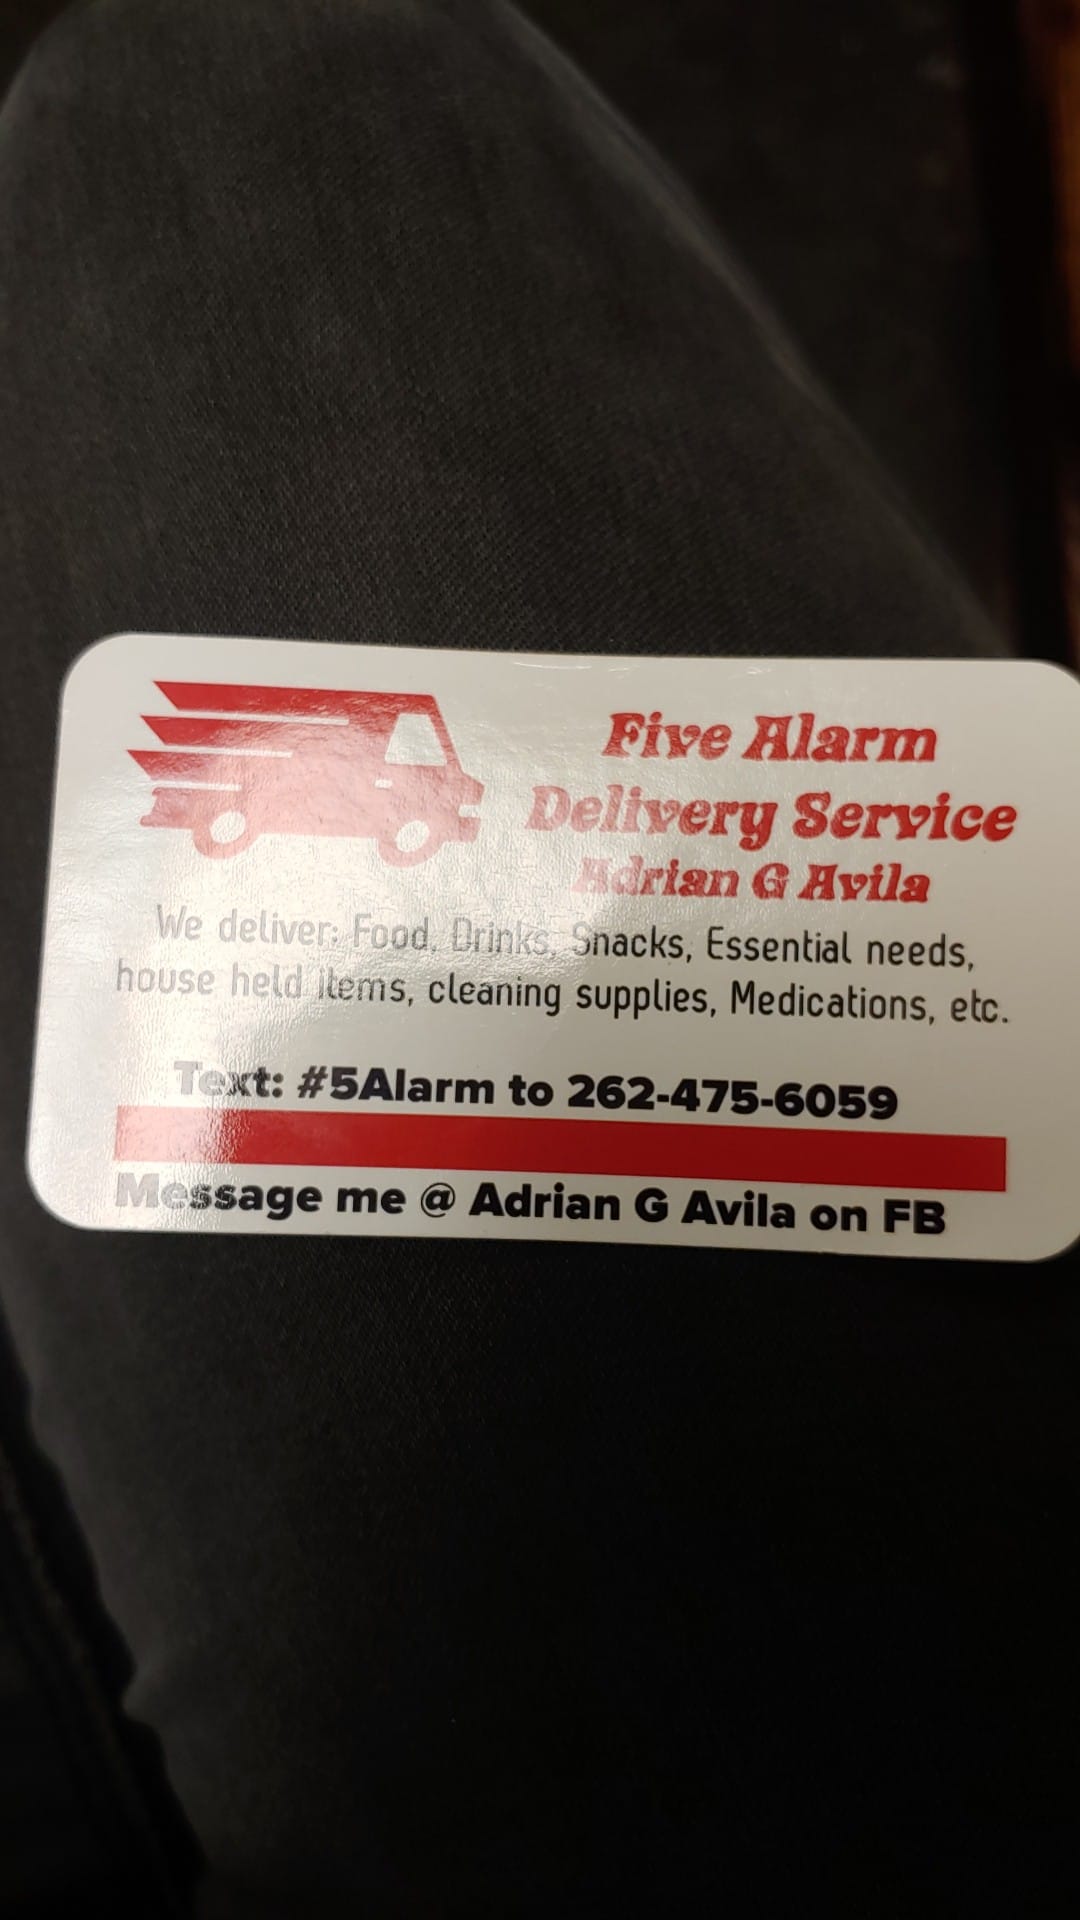 Five Alarm
Delivery Service
Adrian G Avila
We deliver: Food, Drinks, Snacks, Essential needs,
house held items, cleaning supplies, Medications, etc.
Text: #5Alarm to 262-475-6059
Message me @ Adrian G Avila on FB